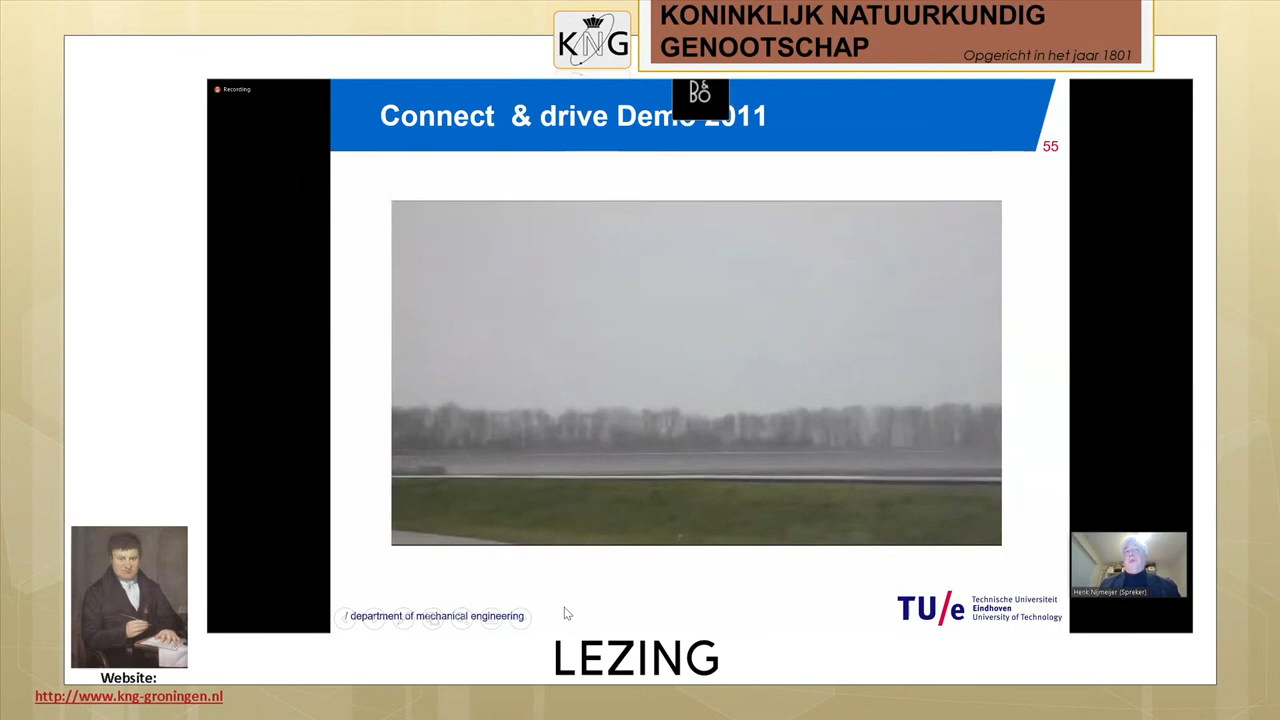 KNG
KONINKLIJK NATUURKUNDIG
GENOOTSCHAP
Opgericht in het jaar 1801
Recording
B&O
Connect & drive Demo 2011
55
Henk Nijmeijer (Spreker)
/ department of mechanical engineering
TU/e
Technische Universiteit
Eindhoven
University of Technology
LEZING
Website:
http://www.kng-groningen.nl